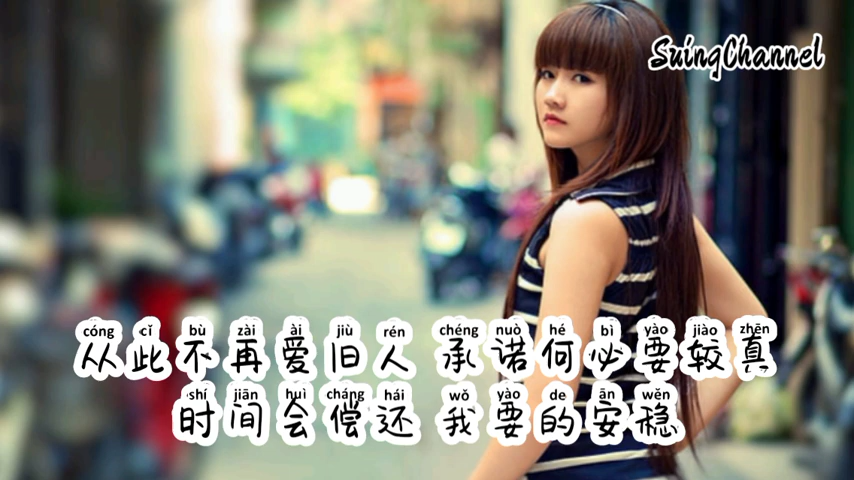 SuingChannel
cóng cǐ bù zài ài jiù rén chéng nuò hé bì yào jiào zhēn
从此不再爱旧人 承诺何必要较真
shí jiān huì cháng hái wǒ yào de ān wěn
时间会偿还 我要的安稳